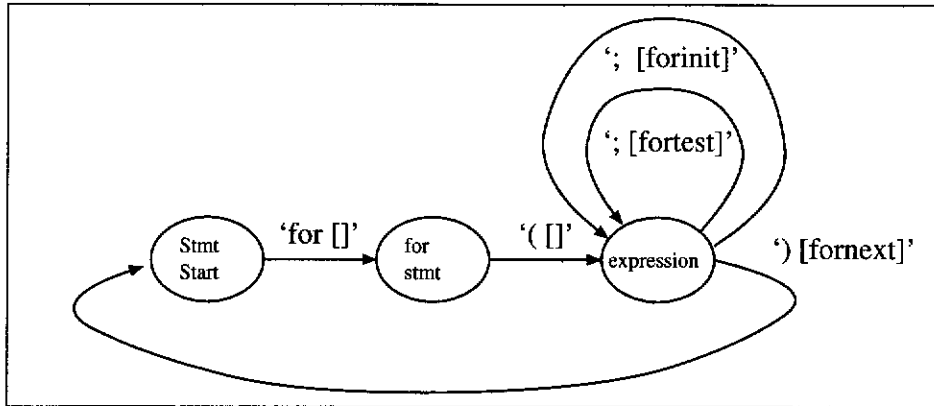 ‘; [forinit]’
‘; [fortest]’
‘for []’
‘( []’
Stmt
Start
for
stmt
expression
‘) [fornext]’